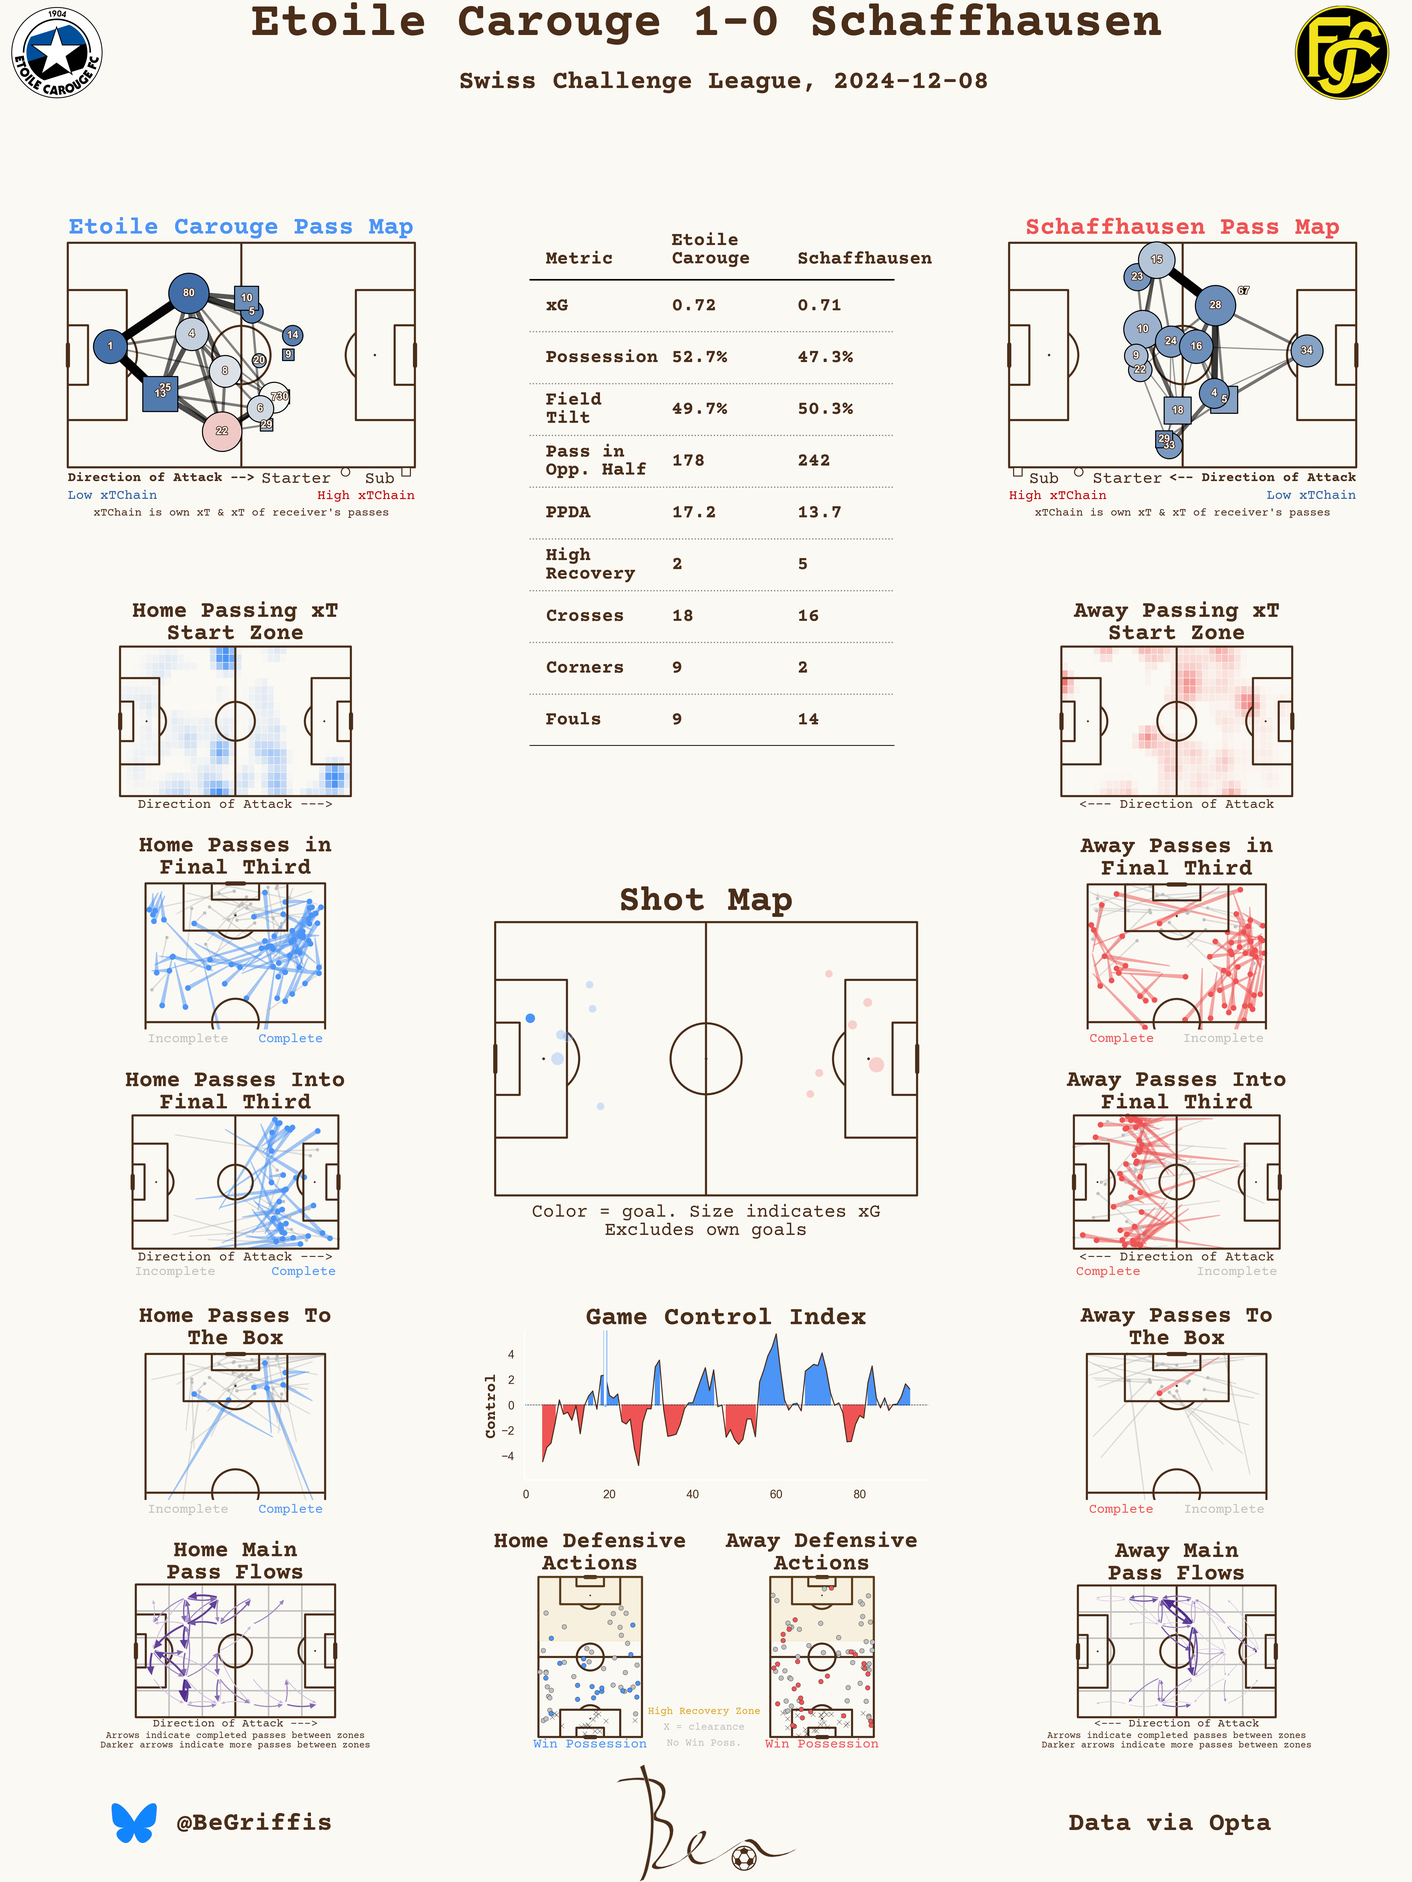 Etoile Carouge 1-0 Schaffhausen
Swiss Challenge League, 2024-12-08
1904
ETOILE CAROUGE FC
Etoile Carouge Pass Map
80
10
5
4
14
1
9
20
8
25
13
730
6
29
22
Direction of Attack --> Starter Sub
Low xTChain High xTChain
xTChain is own xT & xT of receiver's passes
Metric Etoile Carouge Schaffhausen
xG 0.72 0.71
Possession 52.7% 47.3%
Field Tilt 49.7% 50.3%
Pass in Opp. Half 178 242
PPDA 17.2 13.7
High Recovery 2 5
Crosses 18 16
Corners 9 2
Fouls 9 14
Schaffhausen Pass Map
15
23
67
28
10
24
16
34
9
22
4
5
18
29
33
Sub Starter <-- Direction of Attack
High xTChain Low xTChain
xTChain is own xT & xT of receiver's passes
Home Passing xT
Start Zone
Direction of Attack --->
Away Passing xT
Start Zone
<--- Direction of Attack
Home Passes in
Final Third
Incomplete Complete
Away Passes in
Final Third
Complete Incomplete
Shot Map
Color = goal. Size indicates xG
Excludes own goals
Home Passes Into
Final Third
Direction of Attack --->
Incomplete Complete
Away Passes Into
Final Third
<--- Direction of Attack
Complete Incomplete
Home Passes To
The Box
Incomplete Complete
Game Control Index
Control
4
2
0
−2
−4
0 20 40 60 80
Away Passes To
The Box
Complete Incomplete
Home Main
Pass Flows
Direction of Attack --->
Arrows indicate completed passes between zones
Darker arrows indicate more passes between zones
Home Defensive
Actions
Win Possession
High Recovery Zone
X = clearance
No Win Poss.
Away Defensive
Actions
Win Possession
Away Main
Pass Flows
<--- Direction of Attack
Arrows indicate completed passes between zones
Darker arrows indicate more passes between zones
@BeGriffis
Data via Opta